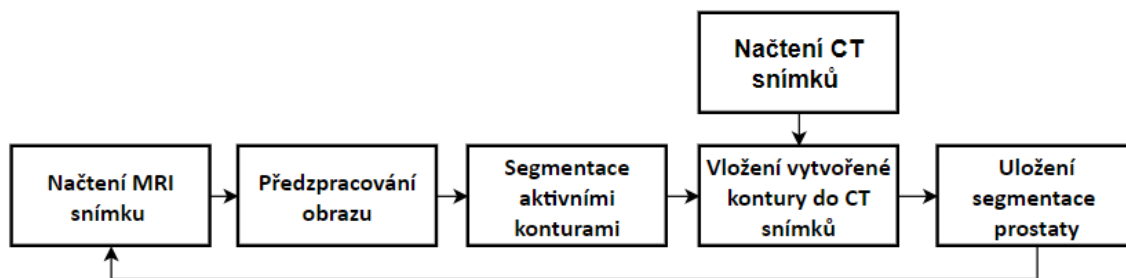 Načtení CT
snímků
Načtení MRI
snímku
Předzpracování
obrazu
Segmentace
aktivními
konturami
Vložení vytvořené
kontury do CT
snímků
Uložení
segmentace
prostaty